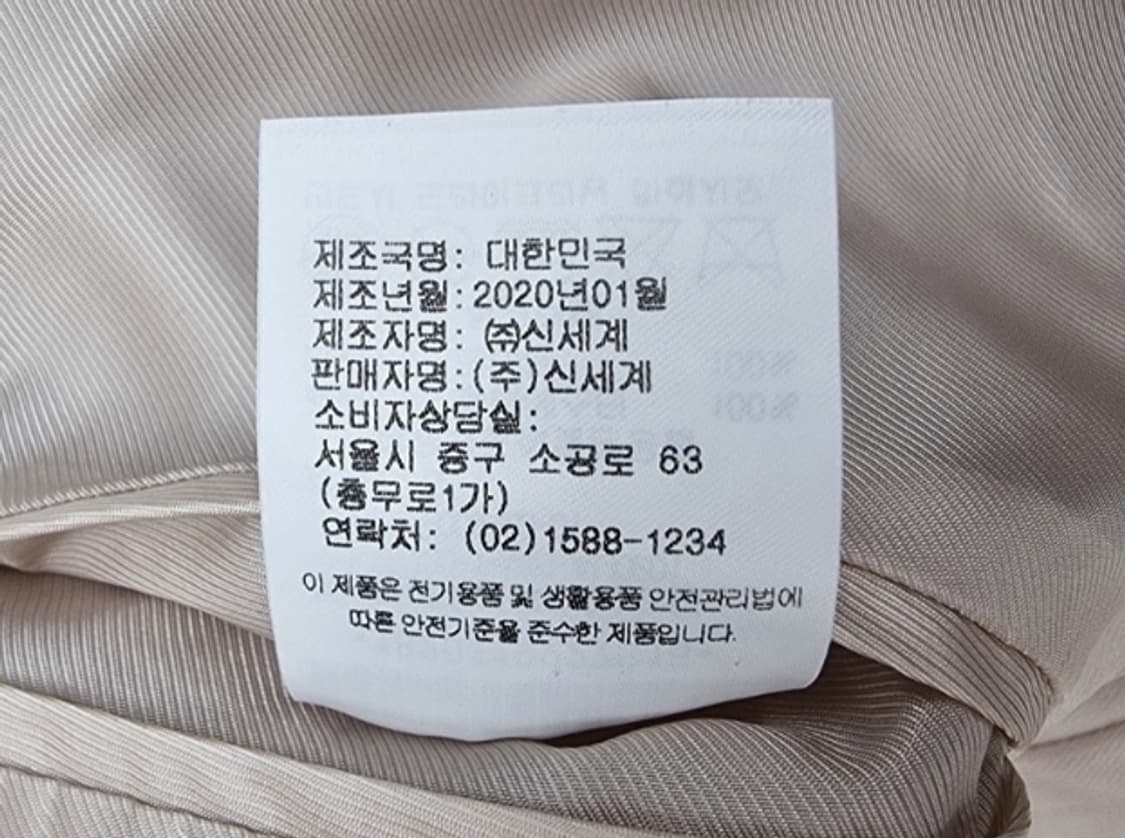 제조국명: 대한민국
제조년월:2020년01월
제조자명: ㈜신세계
판매자명:(주)신세계
소비자상담실:
서울시 중구 소공로 63
(충무로1가)
연락처: (02)1588-1234
이 제품은 전기용품 및 생활용품 안전관리법에
따른 안전기준을 준수한 제품입니다.